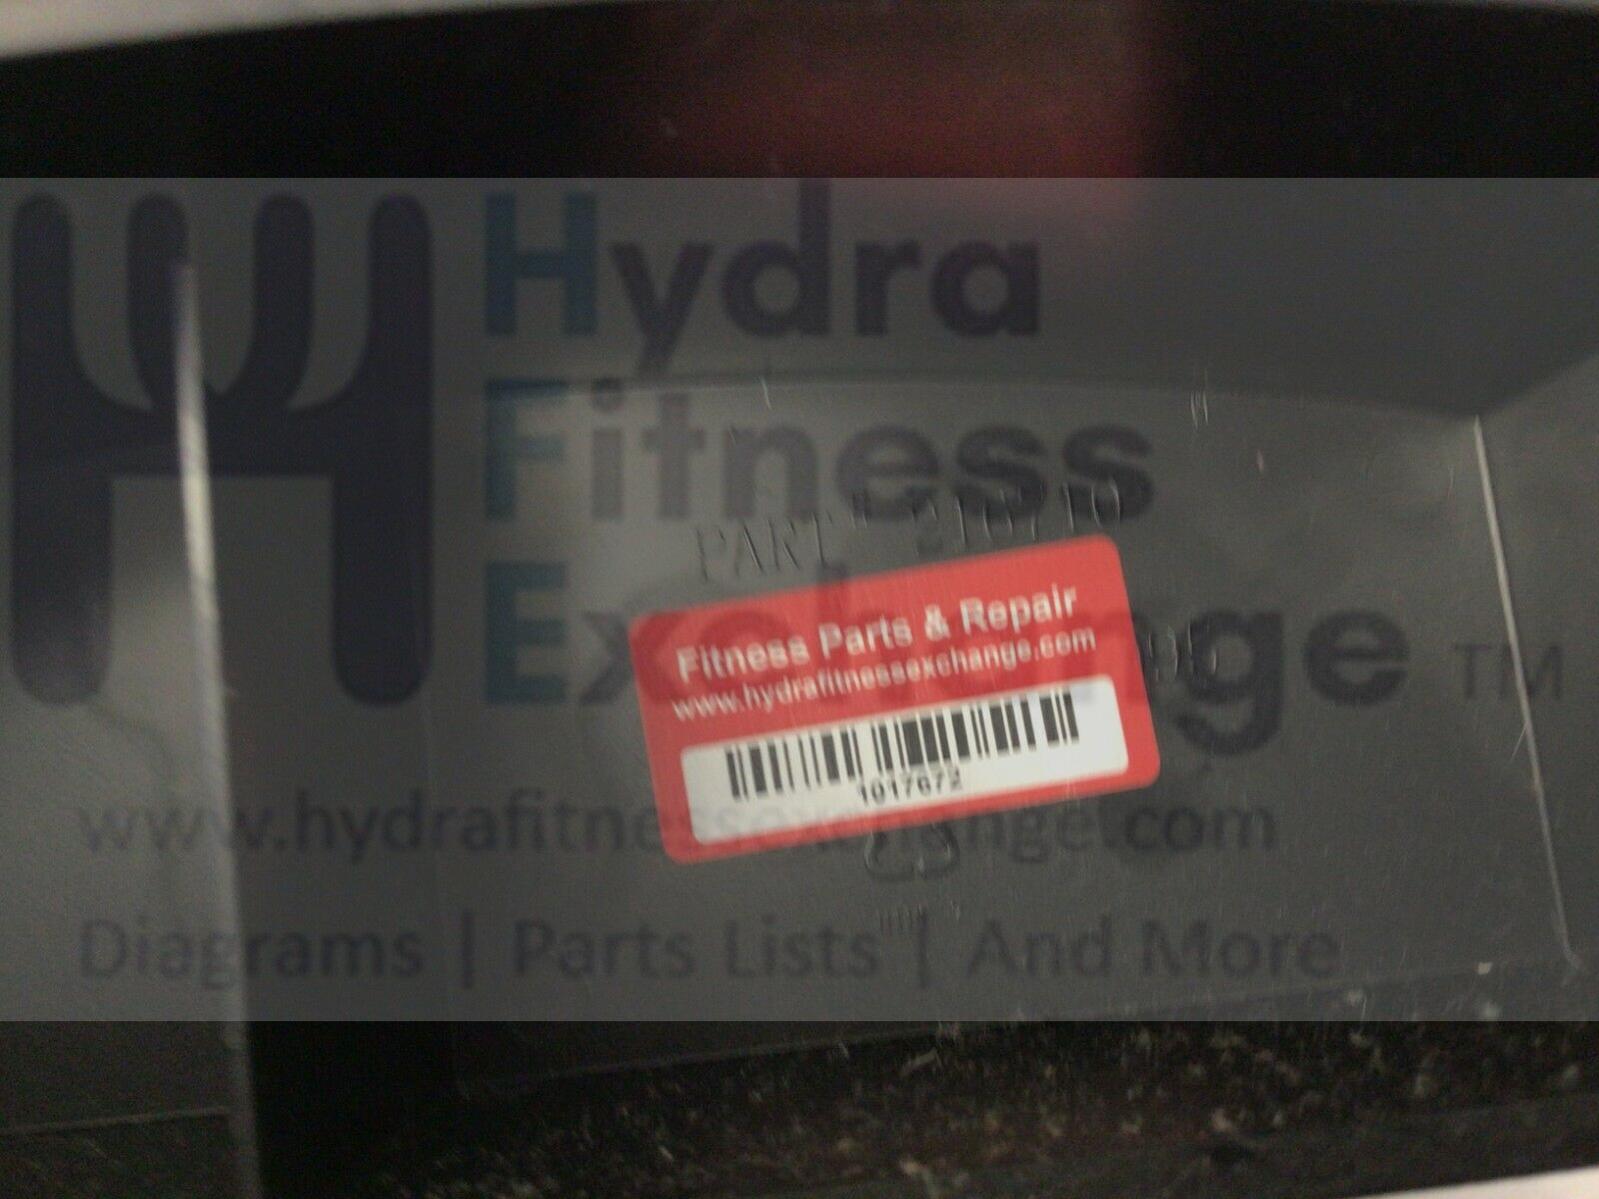 Hydra
Fitness
PART
Exchange TM
Fitness Parts & Repair
www.hydrafitnessexchange.com
1017672
www.hydrafitnessexchange.com
Diagrams | Parts Lists | And More